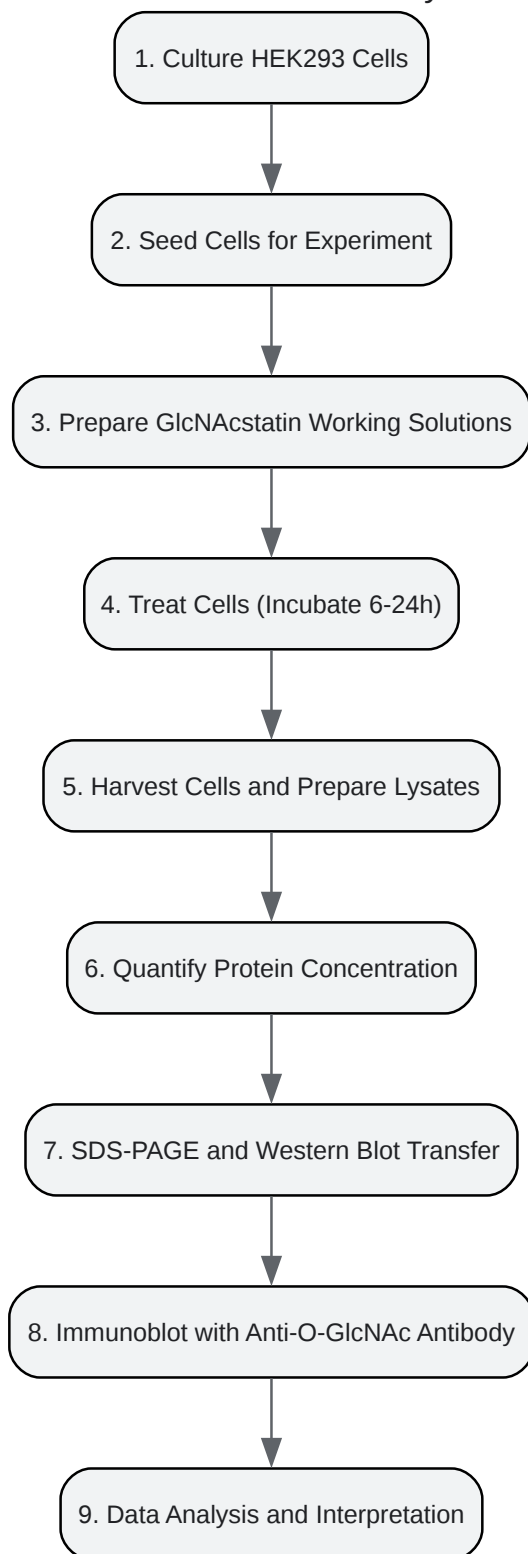 1. Culture HEK293 Cells
2. Seed Cells for Experiment
3. Prepare GlcNAcstatin Working Solutions
4. Treat Cells (Incubate 6-24h)
5. Harvest Cells and Prepare Lysates
6. Quantify Protein Concentration
7. SDS-PAGE and Western Blot Transfer
8. Immunoblot with Anti-O-GlcNAc Antibody
9. Data Analysis and Interpretation